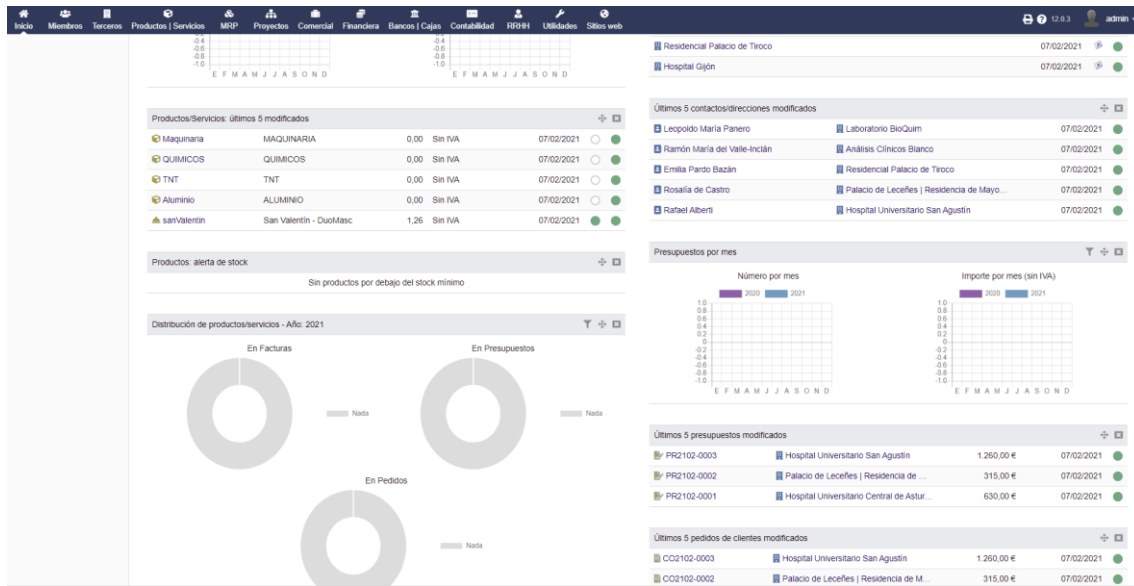 Inicio Miembros Terceros Productos | Servicios MRP Proyectos Comercial Financiera Bancos | Cajas Contabilidad RRHH Utilidades Sitios web 12.0.3 admin
-0.6
-0.8
-1.0
E F M A M J J A S O N D
-0.6
-0.8
-1.0
E F M A M J J A S O N D
Productos/Servicios: últimos 5 modificados
Maquinaria MAQUINARIA 0,00 Sin IVA 07/02/2021
QUIMICOS QUIMICOS 0,00 Sin IVA 07/02/2021
TNT TNT 0,00 Sin IVA 07/02/2021
Aluminio ALUMINIO 0,00 Sin IVA 07/02/2021
sanValentin San Valentín - DuoMasc 1,26 Sin IVA 07/02/2021
Productos: alerta de stock
Sin productos por debajo del stock mínimo
Distribución de productos/servicios - Año: 2021
En Facturas
Nada
En Presupuestos
Nada
En Pedidos
Nada
Residencial Palacio de Tiroco 07/02/2021
Hospital Gijón 07/02/2021
Últimos 5 contactos/direcciones modificados
Leopoldo María Panero Laboratorio BioQuim 07/02/2021
Ramón María del Valle-Inclán Análisis Clínicos Blanco 07/02/2021
Emilia Pardo Bazán Residencial Palacio de Tiroco 07/02/2021
Rosalía de Castro Palacio de Leceñes | Residencia de Mayo... 07/02/2021
Rafael Alberti Hospital Universitario San Agustín 07/02/2021
Presupuestos por mes
Número por mes
2020 2021
1.0
0.8
0.6
0.4
0.2
0
-0.2
-0.4
-0.6
-0.8
-1.0
E F M A M J J A S O N D
Importe por mes (sin IVA)
2020 2021
1.0
0.8
0.6
0.4
0.2
0
-0.2
-0.4
-0.6
-0.8
-1.0
E F M A M J J A S O N D
Últimos 5 presupuestos modificados
PR2102-0003 Hospital Universitario San Agustín 1.260,00 € 07/02/2021
PR2102-0002 Palacio de Leceñes | Residencia de ... 315,00 € 07/02/2021
PR2102-0001 Hospital Universitario Central de Astur... 630,00 € 07/02/2021
Últimos 5 pedidos de clientes modificados
CO2102-0003 Hospital Universitario San Agustín 1.260,00 € 07/02/2021
CO2102-0002 Palacio de Leceñes | Residencia de M... 315,00 € 07/02/2021